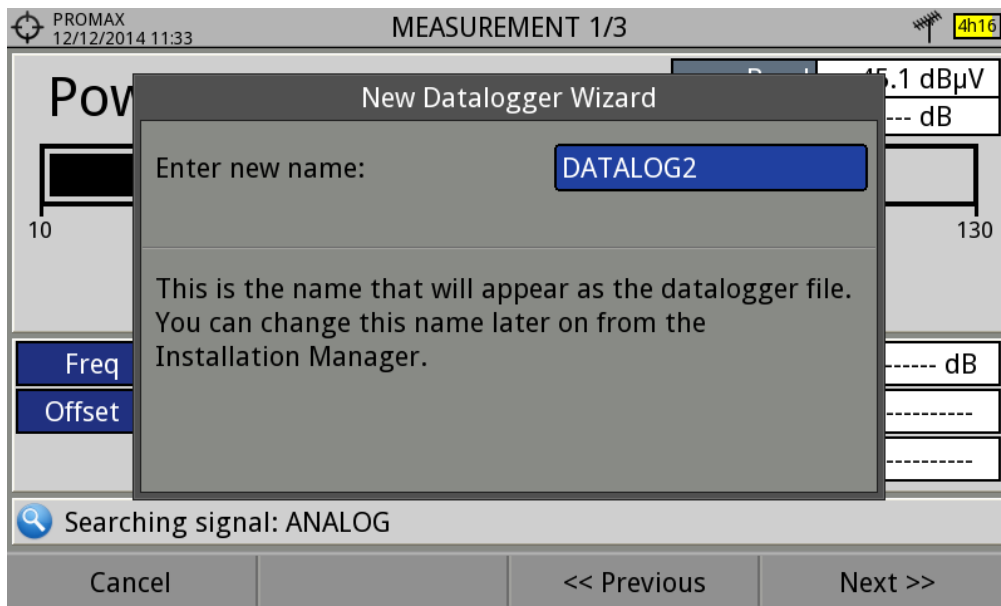 PROMAX
12/12/2014 11:33
MEASUREMENT 1/3
4h16
New Datalogger Wizard
.1 dBµV
--- dB
Enter new name:
DATALOG2
10
130
This is the name that will appear as the datalogger file.
You can change this name later on from the
Installation Manager.
Freq
------ dB
Offset
----------
----------
Searching signal: ANALOG
Cancel
<< Previous
Next >>